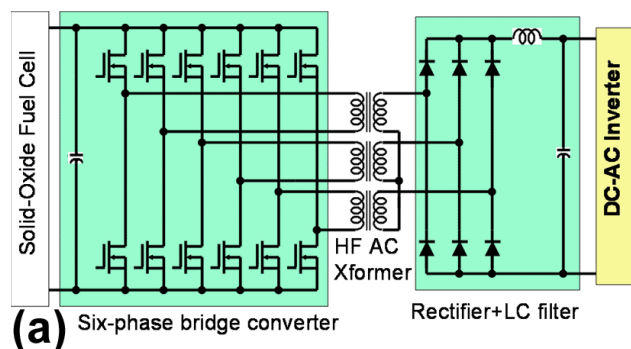 Solid-Oxide Fuel Cell
HF AC
Xformer
DC-AC Inverter
(a) Six-phase bridge converter
Rectifier+LC filter